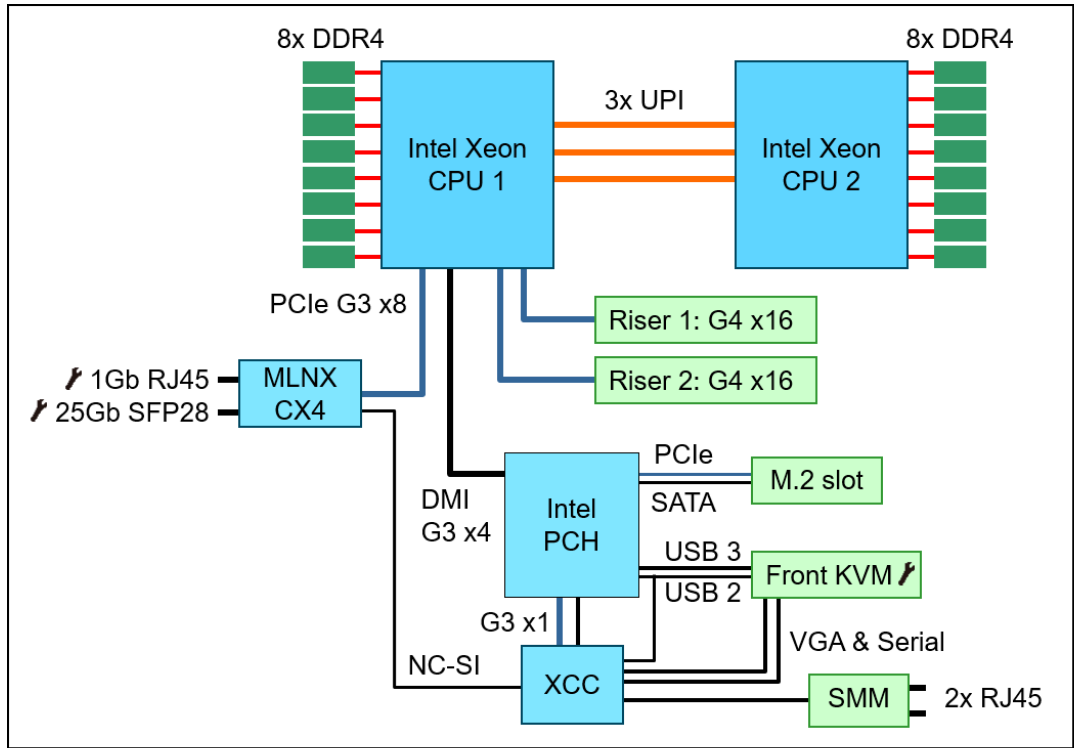 8x DDR4
8x DDR4
3x UPI
Intel Xeon
CPU 1
Intel Xeon
CPU 2
PCIe G3 x8
Riser 1: G4 x16
Riser 2: G4 x16
1Gb RJ45
25Gb SFP28
MLNX
CX4
DMI
G3 x4
Intel
PCH
PCIe
SATA
M.2 slot
USB 3
USB 2
Front KVM
G3 x1
NC-SI
XCC
VGA & Serial
SMM
2x RJ45